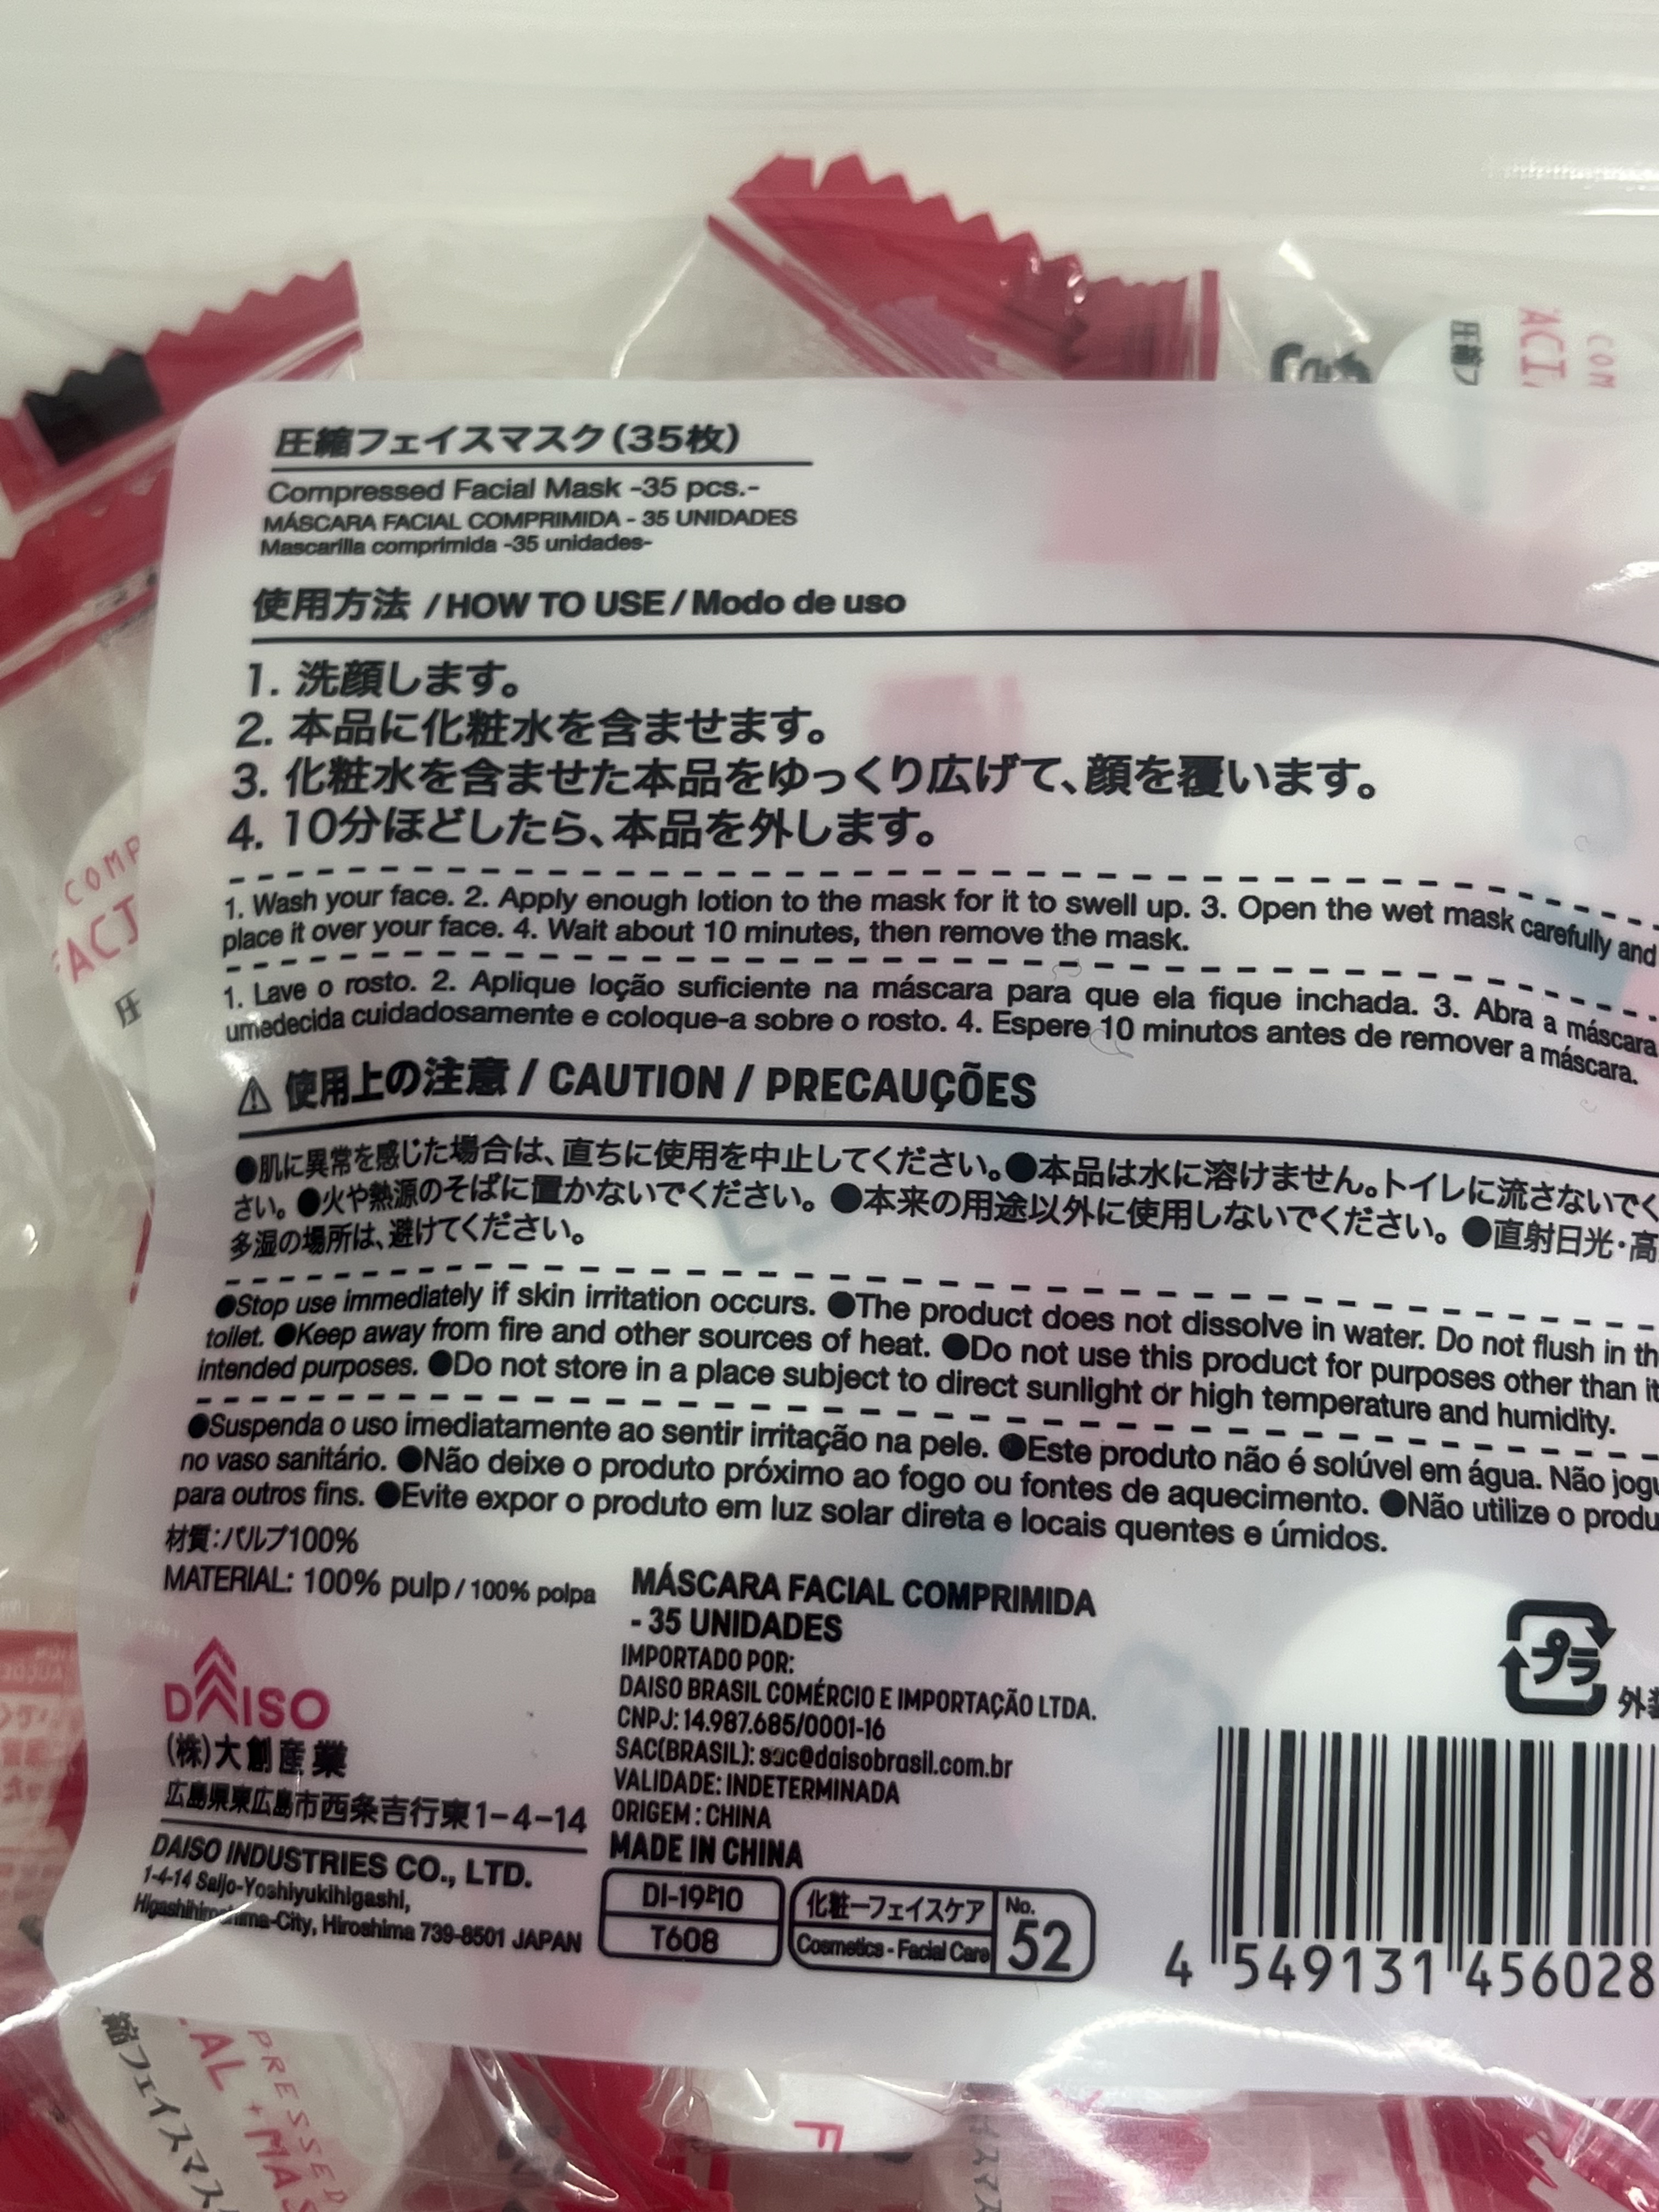 圧縮フェイスマスク(35枚)
Compressed Facial Mask -35 pcs.-
MÁSCARA FACIAL COMPRIMIDA - 35 UNIDADES
Mascarilla comprimida -35 unidades-
使用方法 / HOW TO USE / Modo de uso
1. 洗顔します。
2. 本品に化粧水を含ませます。
3. 化粧水を含ませた本品をゆっくり広げて、顔を覆います。
4. 10分ほどしたら、本品を外します。
1. Wash your face. 2. Apply enough lotion to the mask for it to swell up. 3. Open the wet mask carefully and
place it over your face. 4. Wait about 10 minutes, then remove the mask.
1. Lave o rosto. 2. Aplique loção suficiente na máscara para que ela fique inchada. 3. Abra a máscara
umedecida cuidadosamente e coloque-a sobre o rosto. 4. Espere 10 minutos antes de remover a máscara.
⚠ 使用上の注意 / CAUTION / PRECAUÇÕES
●肌に異常を感じた場合は、直ちに使用を中止してください。●本品は水に溶けません。トイレに流さないでく
さい。●火や熱源のそばに置かないでください。●本来の用途以外に使用しないでください。●直射日光・高
多湿の場所は、避けてください。
●Stop use immediately if skin irritation occurs. ●The product does not dissolve in water. Do not flush in th
toilet. ●Keep away from fire and other sources of heat. ●Do not use this product for purposes other than it
intended purposes. ●Do not store in a place subject to direct sunlight or high temperature and humidity.
●Suspenda o uso imediatamente ao sentir irritação na pele. ●Este produto não é solúvel em água. Não jogu
no vaso sanitário. ●Não deixe o produto próximo ao fogo ou fontes de aquecimento. ●Não utilize o produ
para outros fins. ●Evite expor o produto em luz solar direta e locais quentes e úmidos.
材質:パルプ100%
MATERIAL: 100% pulp / 100% polpa
DAISO
(株)大創産業
広島県東広島市西条吉行東1-4-14
DAISO INDUSTRIES CO., LTD.
1-4-14 Saijo-Yoshiyukihigashi,
Higashihiroshima-City, Hiroshima 739-8501 JAPAN
MÁSCARA FACIAL COMPRIMIDA
- 35 UNIDADES
IMPORTADO POR:
DAISO BRASIL COMÉRCIO E IMPORTAÇÃO LTDA.
CNPJ: 14.987.685/0001-16
SAC(BRASIL): sac@daisobrasil.com.br
VALIDADE: INDETERMINADA
ORIGEM : CHINA
MADE IN CHINA
DI-19P10
T608
化粧ーフェイスケア
Cosmetics - Facial Care
No.
52
プラ
外装
4 549131 456028